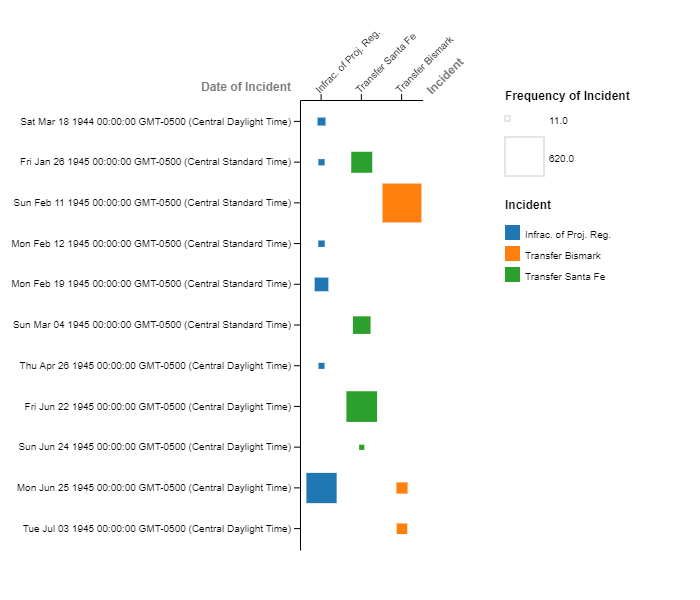 Infrac. of Proj. Reg.
Transfer Santa Fe
Transfer Bismark
Incident
Date of Incident
Sat Mar 18 1944 00:00:00 GMT-0500 (Central Daylight Time)
Fri Jan 26 1945 00:00:00 GMT-0500 (Central Standard Time)
Sun Feb 11 1945 00:00:00 GMT-0500 (Central Standard Time)
Mon Feb 12 1945 00:00:00 GMT-0500 (Central Standard Time)
Mon Feb 19 1945 00:00:00 GMT-0500 (Central Standard Time)
Sun Mar 04 1945 00:00:00 GMT-0500 (Central Standard Time)
Thu Apr 26 1945 00:00:00 GMT-0500 (Central Daylight Time)
Fri Jun 22 1945 00:00:00 GMT-0500 (Central Daylight Time)
Sun Jun 24 1945 00:00:00 GMT-0500 (Central Daylight Time)
Mon Jun 25 1945 00:00:00 GMT-0500 (Central Daylight Time)
Tue Jul 03 1945 00:00:00 GMT-0500 (Central Daylight Time)
Frequency of Incident
11.0
620.0
Incident
Infrac. of Proj. Reg.
Transfer Bismark
Transfer Santa Fe